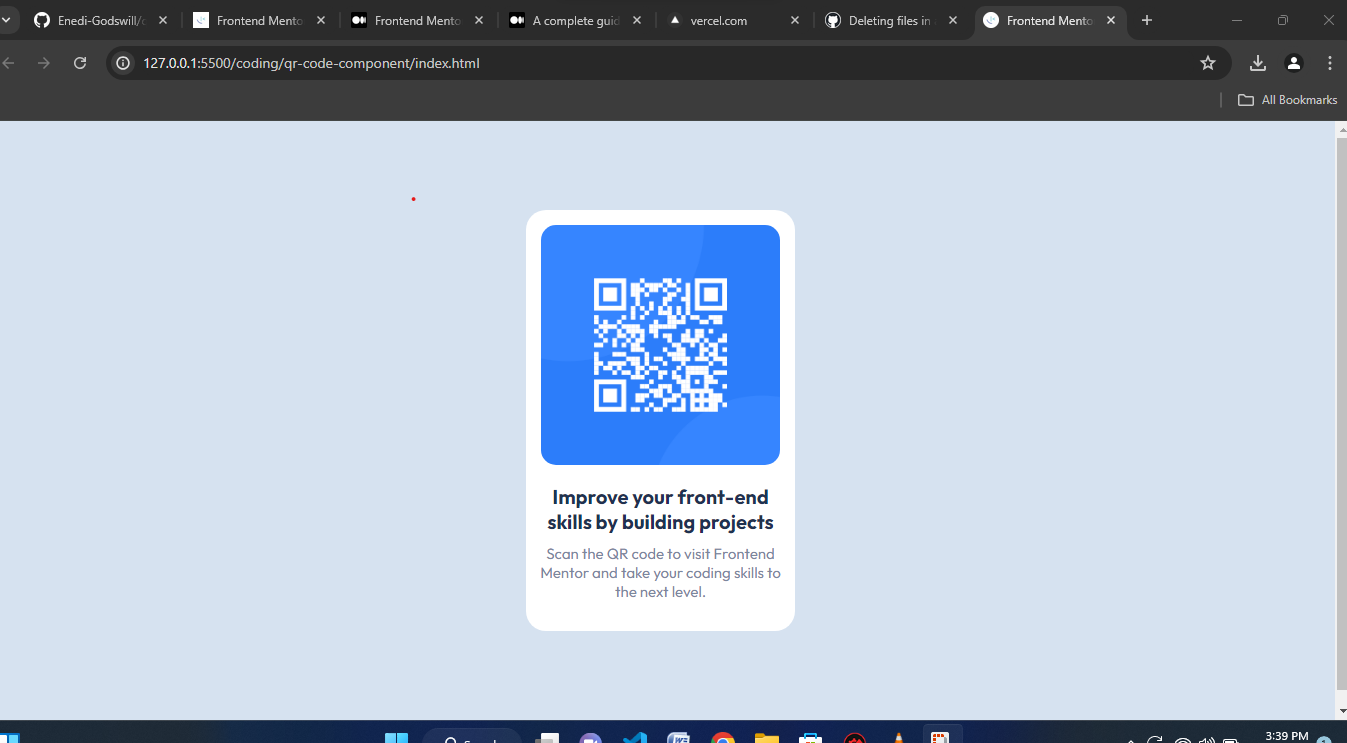 Enedi-Godswill/c
Frontend Mento
Frontend Mento
A complete guid
vercel.com
Deleting files in
Frontend Mento
127.0.0.1:5500/coding/qr-code-component/index.html
All Bookmarks
Improve your front-end
skills by building projects
Scan the QR code to visit Frontend
Mentor and take your coding skills to
the next level.
3:39 PM